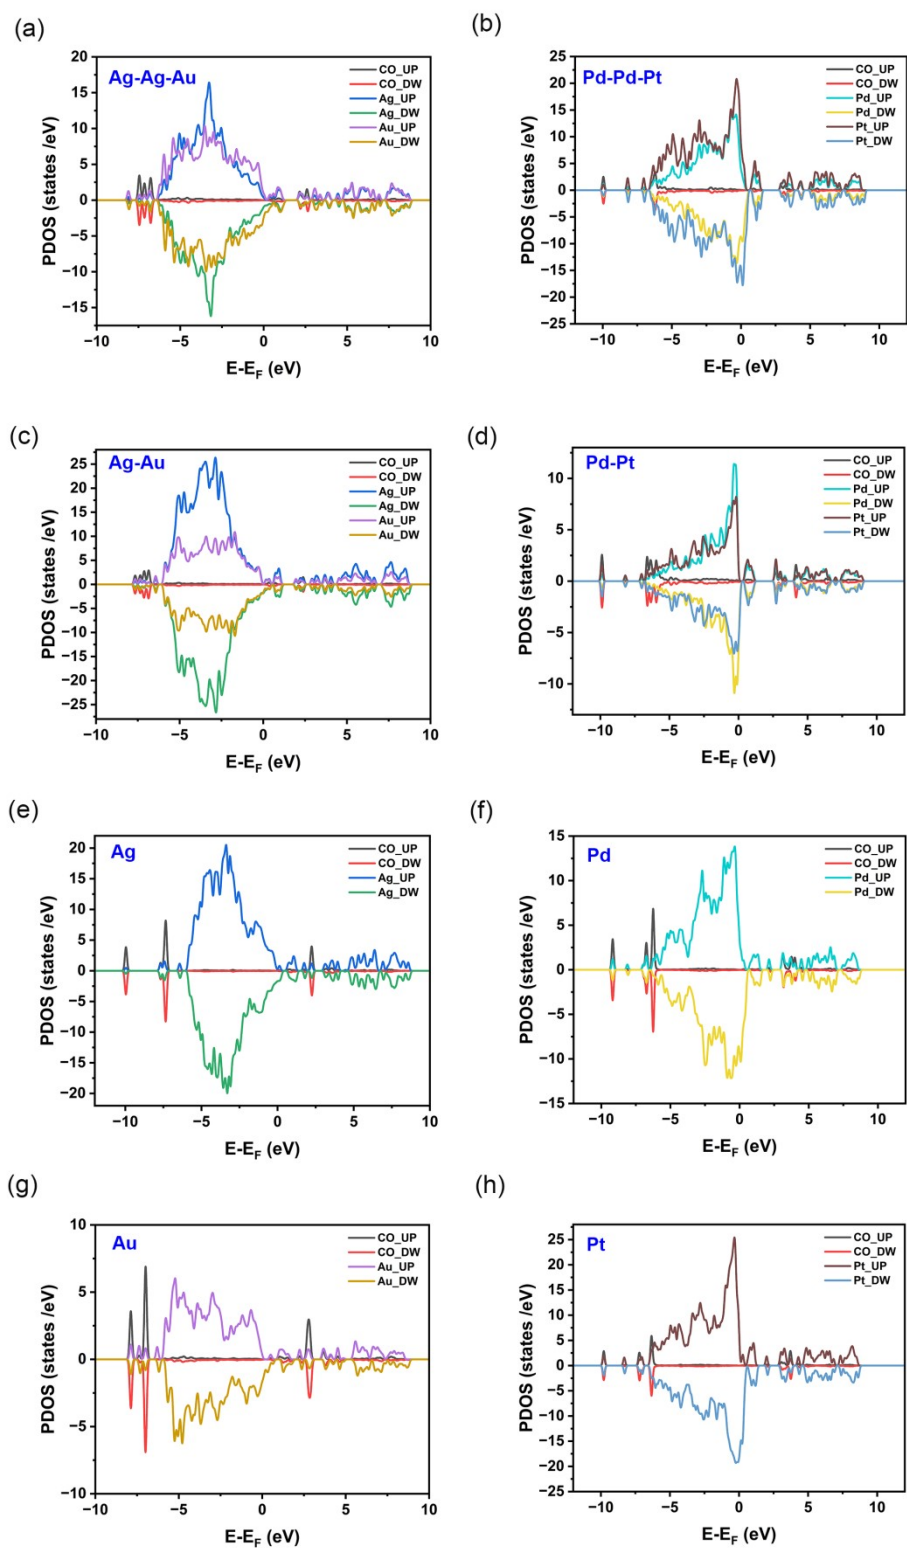 (a)
Ag-Ag-Au
CO_UP
CO_DW
Ag_UP
Ag_DW
Au_UP
Au_DW
20
15
10
5
0
−5
−10
−15
PDOS (states /eV)
−10
−5
0
5
10
E-EF (eV)
(b)
Pd-Pd-Pt
CO_UP
CO_DW
Pd_UP
Pd_DW
Pt_UP
Pt_DW
25
20
15
10
5
0
−5
−10
−15
−20
−25
PDOS (states /eV)
−10
−5
0
5
10
E-EF (eV)
(c)
Ag-Au
CO_UP
CO_DW
Ag_UP
Ag_DW
Au_UP
Au_DW
25
20
15
10
5
0
−5
−10
−15
−20
−25
PDOS (states /eV)
−10
−5
0
5
10
E-EF (eV)
(d)
Pd-Pt
CO_UP
CO_DW
Pd_UP
Pd_DW
Pt_UP
Pt_DW
10
5
0
−5
−10
PDOS (states /eV)
−10
−5
0
5
10
E-EF (eV)
(e)
Ag
CO_UP
CO_DW
Ag_UP
Ag_DW
20
15
10
5
0
−5
−10
−15
−20
PDOS (states /eV)
−10
−5
0
5
10
E-EF (eV)
(f)
Pd
CO_UP
CO_DW
Pd_UP
Pd_DW
15
10
5
0
−5
−10
−15
PDOS (states /eV)
−10
−5
0
5
10
E-EF (eV)
(g)
Au
CO_UP
CO_DW
Au_UP
Au_DW
10
5
0
−5
−10
PDOS (states /eV)
−10
−5
0
5
10
E-EF (eV)
(h)
Pt
CO_UP
CO_DW
Pt_UP
Pt_DW
25
20
15
10
5
0
−5
−10
−15
−20
−25
PDOS (states /eV)
−10
−5
0
5
10
E-EF (eV)